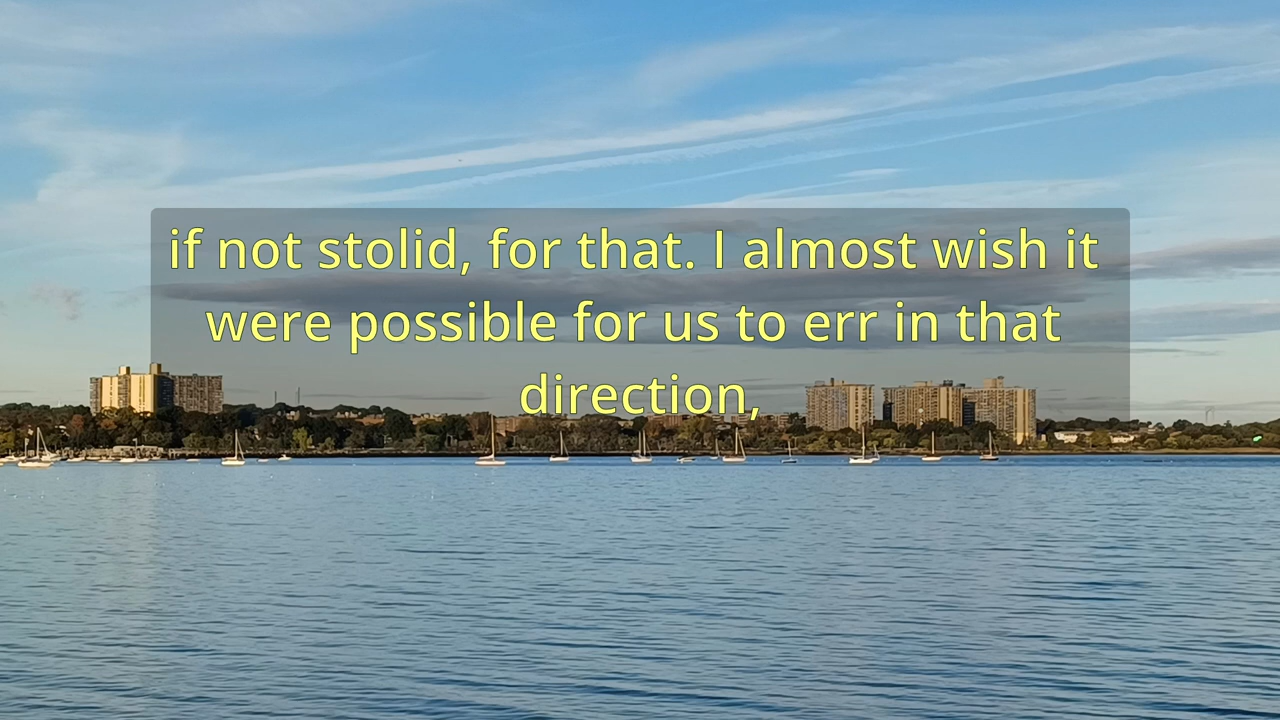 if not stolid, for that. I almost wish it
were possible for us to err in that
direction,